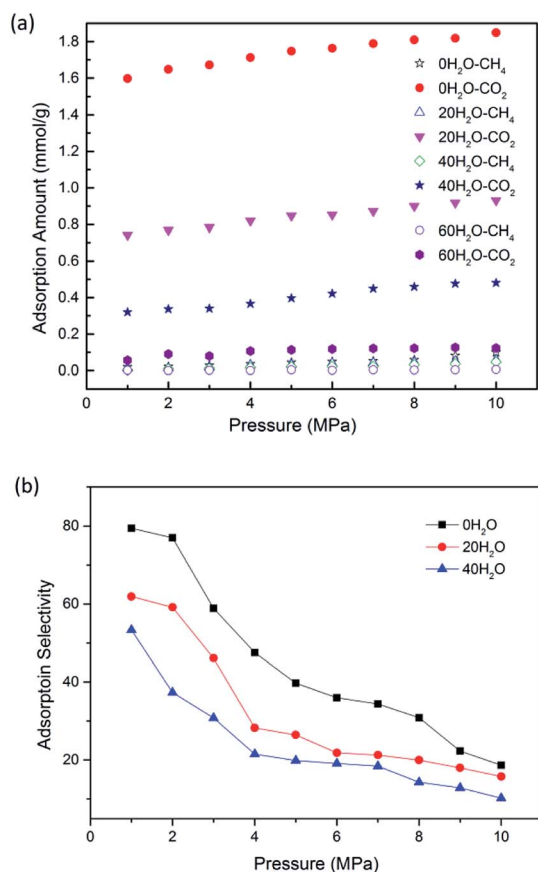 (a)
1.8
1.6
1.4
1.2
1.0
0.8
0.6
0.4
0.2
0.0
Adsorption Amount (mmol/g)
0H₂O-CH₄
0H₂O-CO₂
20H₂O-CH₄
20H₂O-CO₂
40H₂O-CH₄
40H₂O-CO₂
60H₂O-CH₄
60H₂O-CO₂
0 2 4 6 8 10
Pressure (MPa)
(b)
80
60
40
20
Adsorptoin Selectivity
0H₂O
20H₂O
40H₂O
0 2 4 6 8 10
Pressure (MPa)